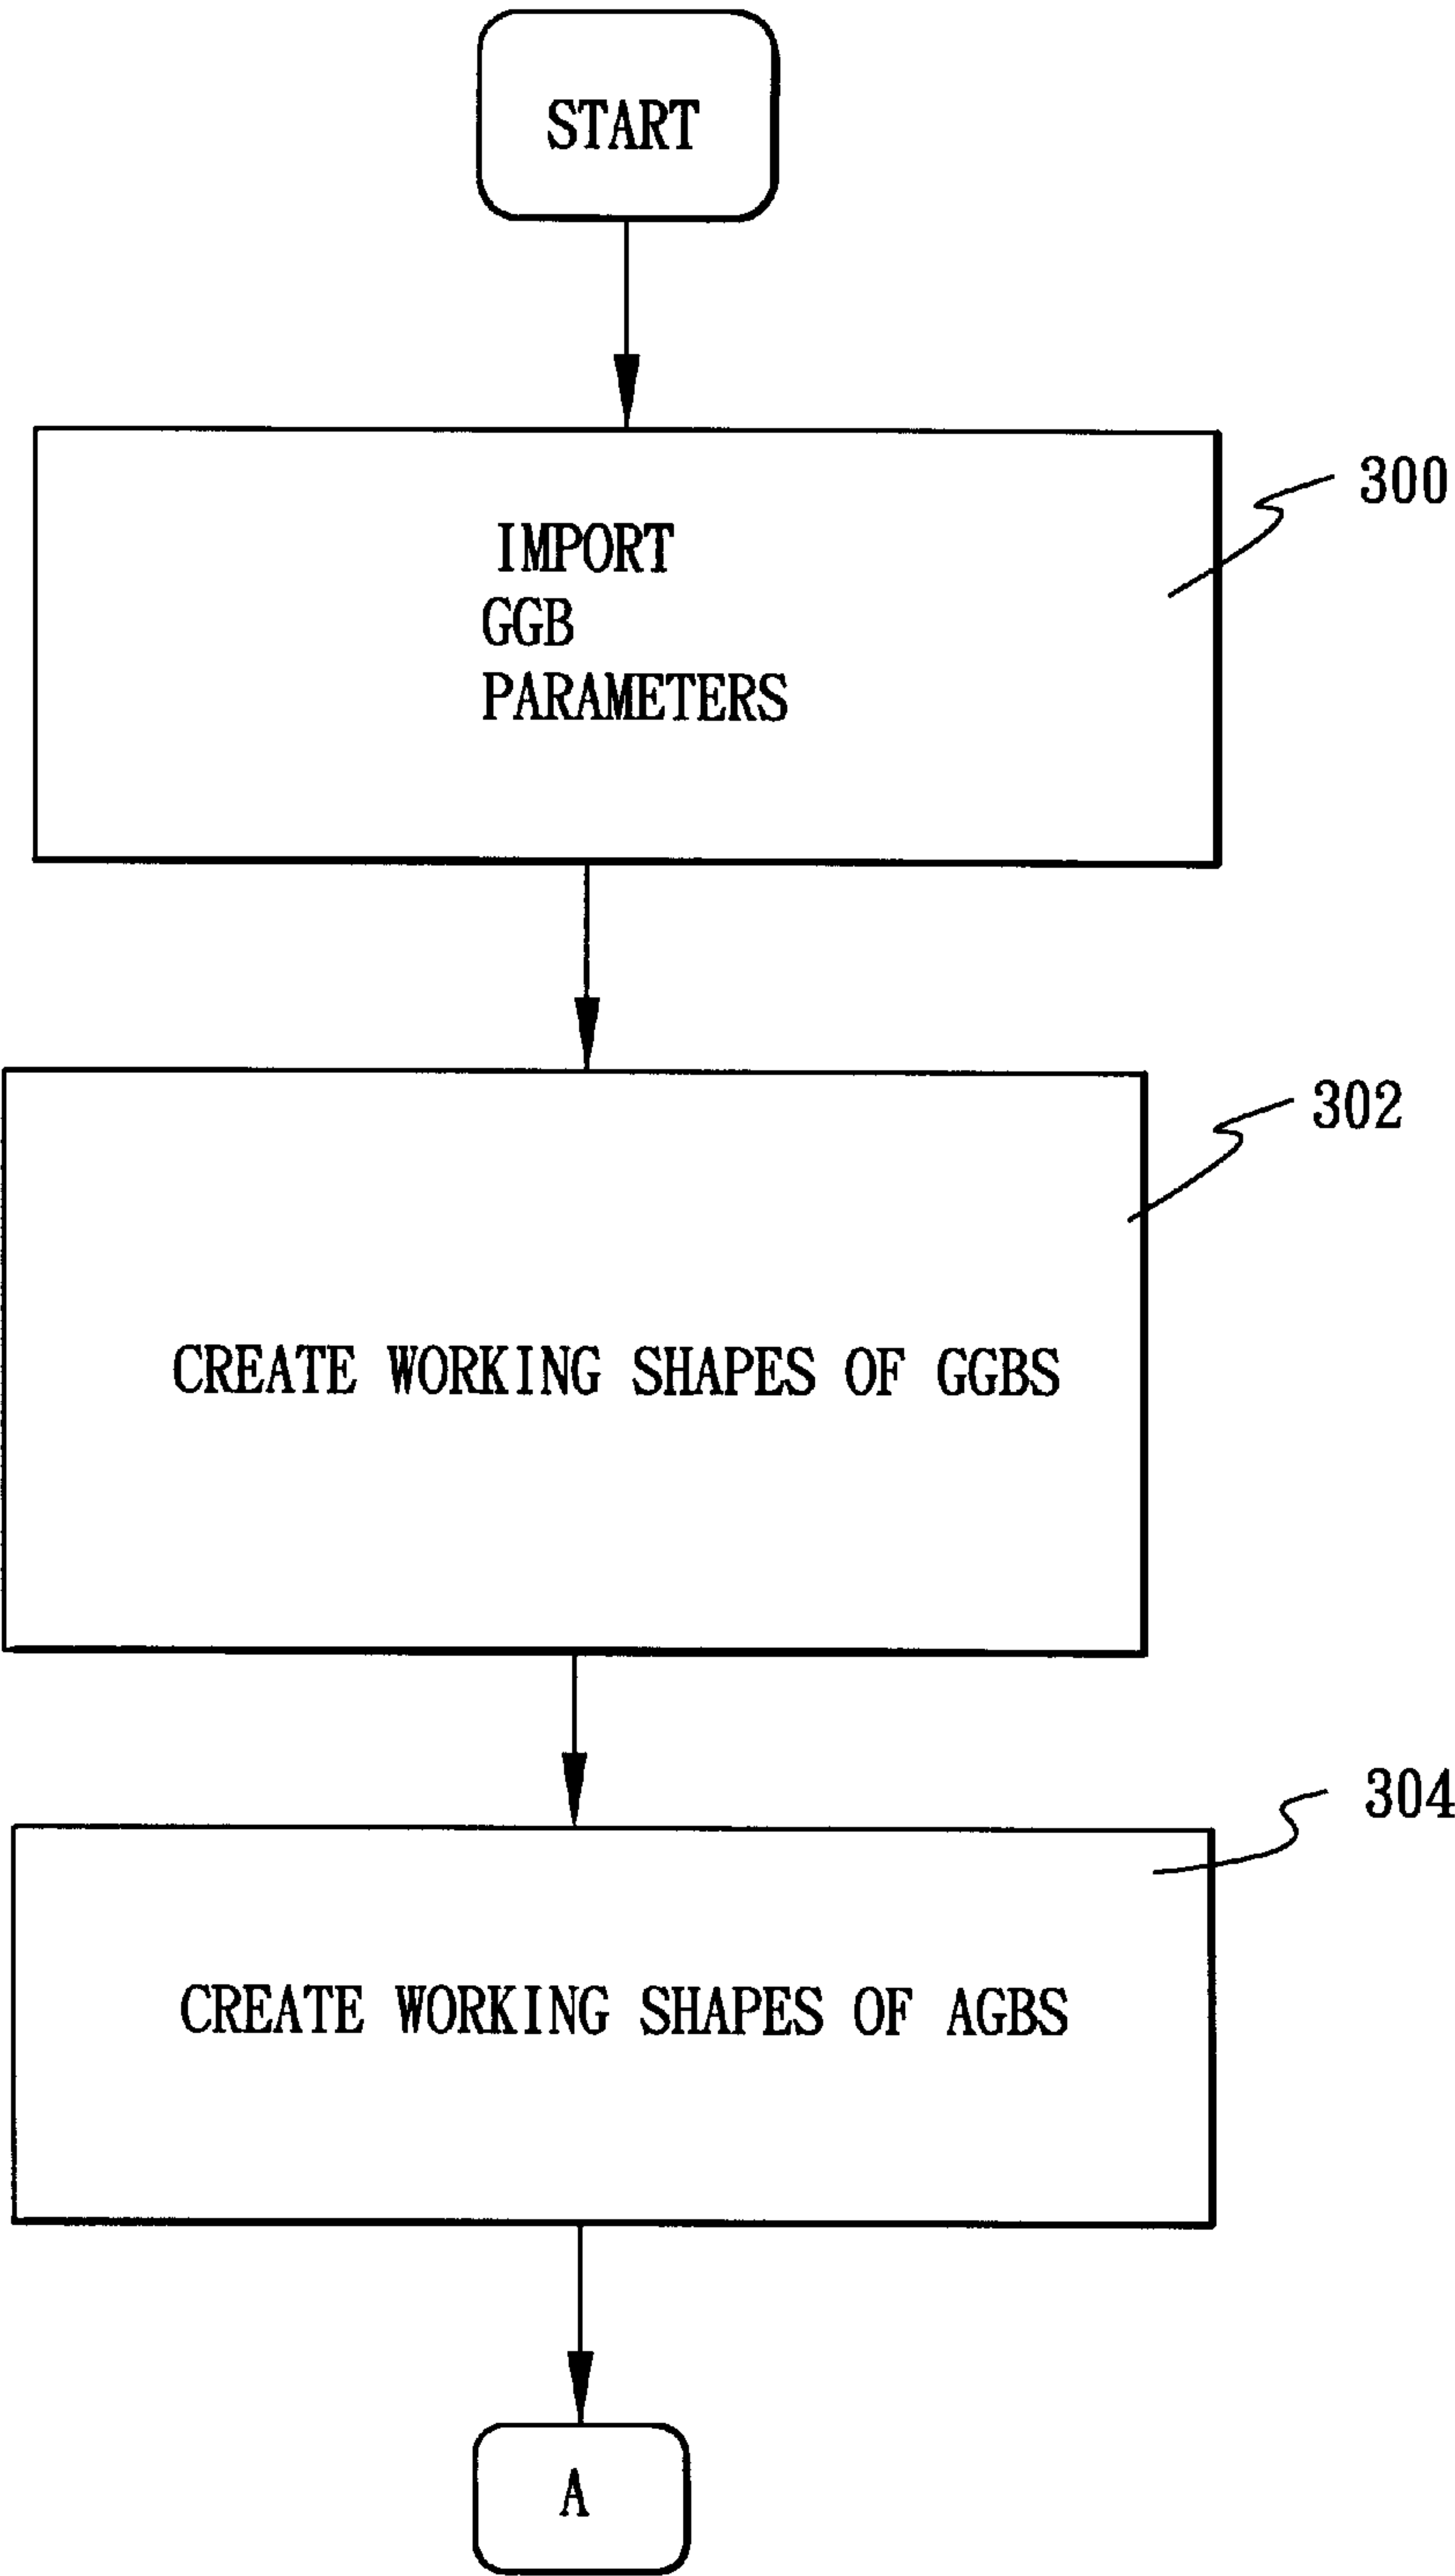 START
300
IMPORT
GGB
PARAMETERS
302
CREATE WORKING SHAPES OF GGBS
304
CREATE WORKING SHAPES OF AGBS
A